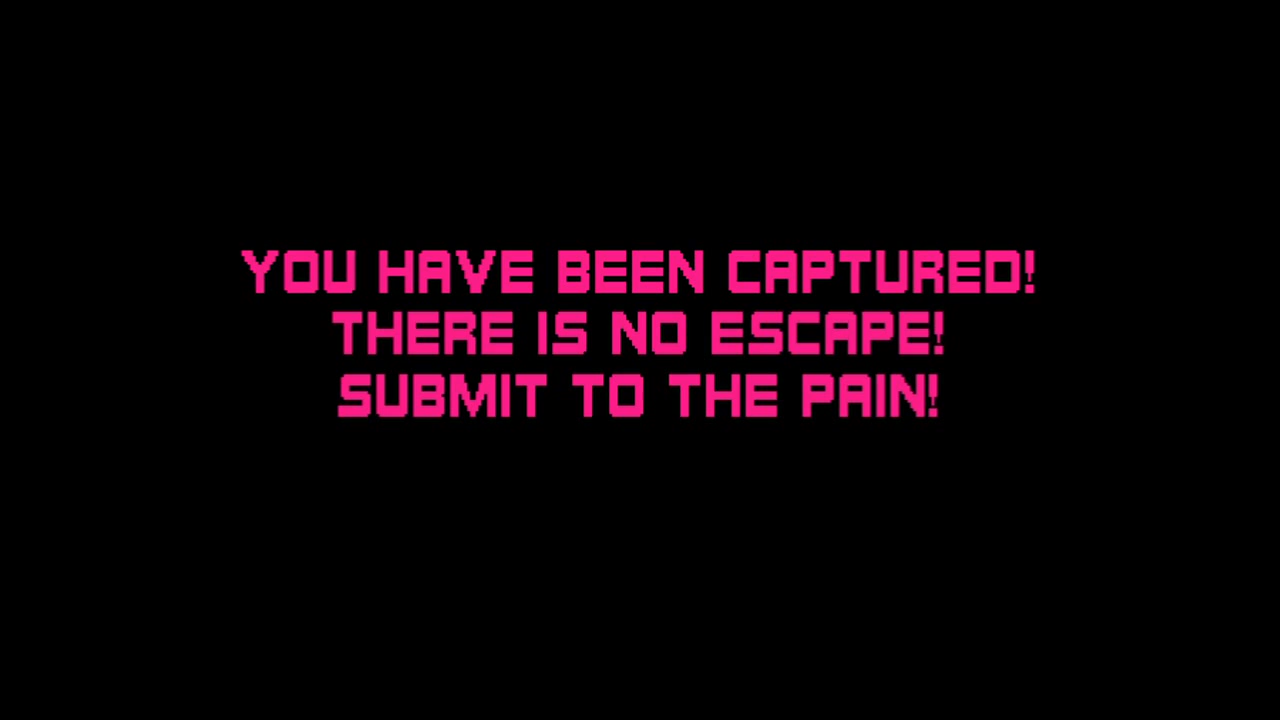 YOU HAVE BEEN CAPTURED!
THERE IS NO ESCAPE!
SUBMIT TO THE PAIN!